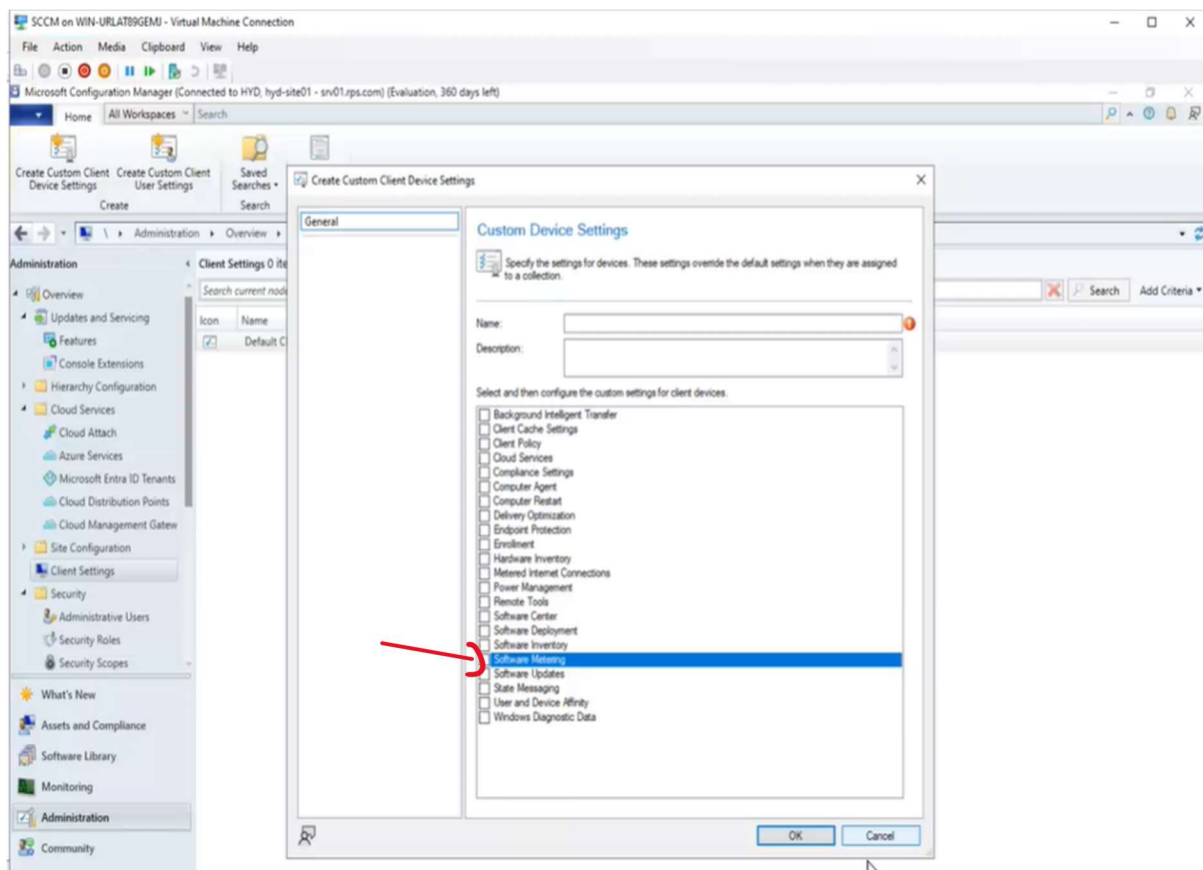 SCCM on WIN-URLAT89GEMJ - Virtual Machine Connection
File Action Media Clipboard View Help
Microsoft Configuration Manager (Connected to HYD, hyd-site01 - srv01.rps.com) (Evaluation, 360 days left)
Home All Workspaces Search
Create Custom Client Device Settings
Create Custom Client User Settings
Saved Searches
Create Search
\ Administration Overview
Administration
Overview
Updates and Servicing
Features
Console Extensions
Hierarchy Configuration
Cloud Services
Cloud Attach
Azure Services
Microsoft Entra ID Tenants
Cloud Distribution Points
Cloud Management Gatew
Site Configuration
Client Settings
Security
Administrative Users
Security Roles
Security Scopes
What's New
Assets and Compliance
Software Library
Monitoring
Administration
Community
Client Settings 0 ite
Search current node
Icon Name
Default C
Search Add Criteria
Create Custom Client Device Settings
General
Custom Device Settings
Specify the settings for devices. These settings override the default settings when they are assigned
to a collection.
Name:
Description:
Select and then configure the custom settings for client devices.
Background Intelligent Transfer
Client Cache Settings
Client Policy
Cloud Services
Compliance Settings
Computer Agent
Computer Restart
Delivery Optimization
Endpoint Protection
Enrollment
Hardware Inventory
Metered Internet Connections
Power Management
Remote Tools
Software Center
Software Deployment
Software Inventory
Software Metering
Software Updates
State Messaging
User and Device Affinity
Windows Diagnostic Data
OK Cancel